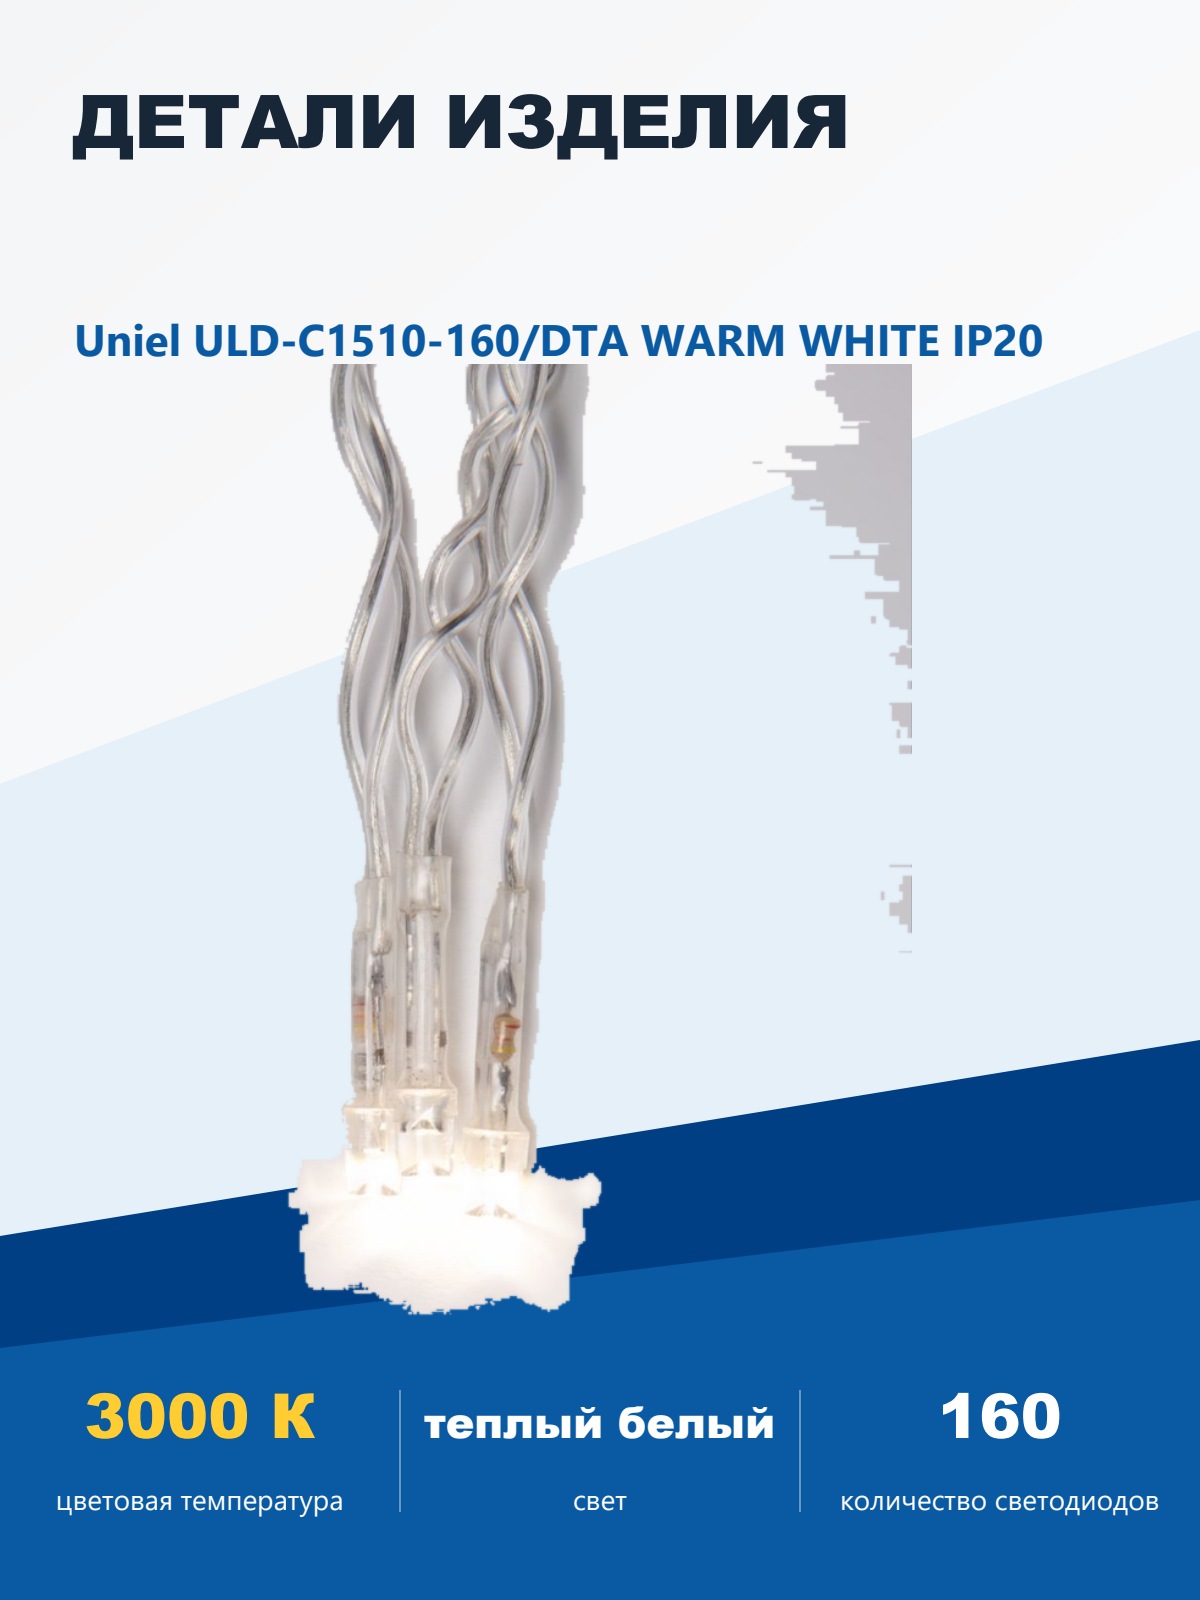 ДЕТАЛИ ИЗДЕЛИЯ
Uniel ULD-C1510-160/DTA WARM WHITE IP20
3000 К
теплый белый
160
цветовая температура
свет
количество светодиодов